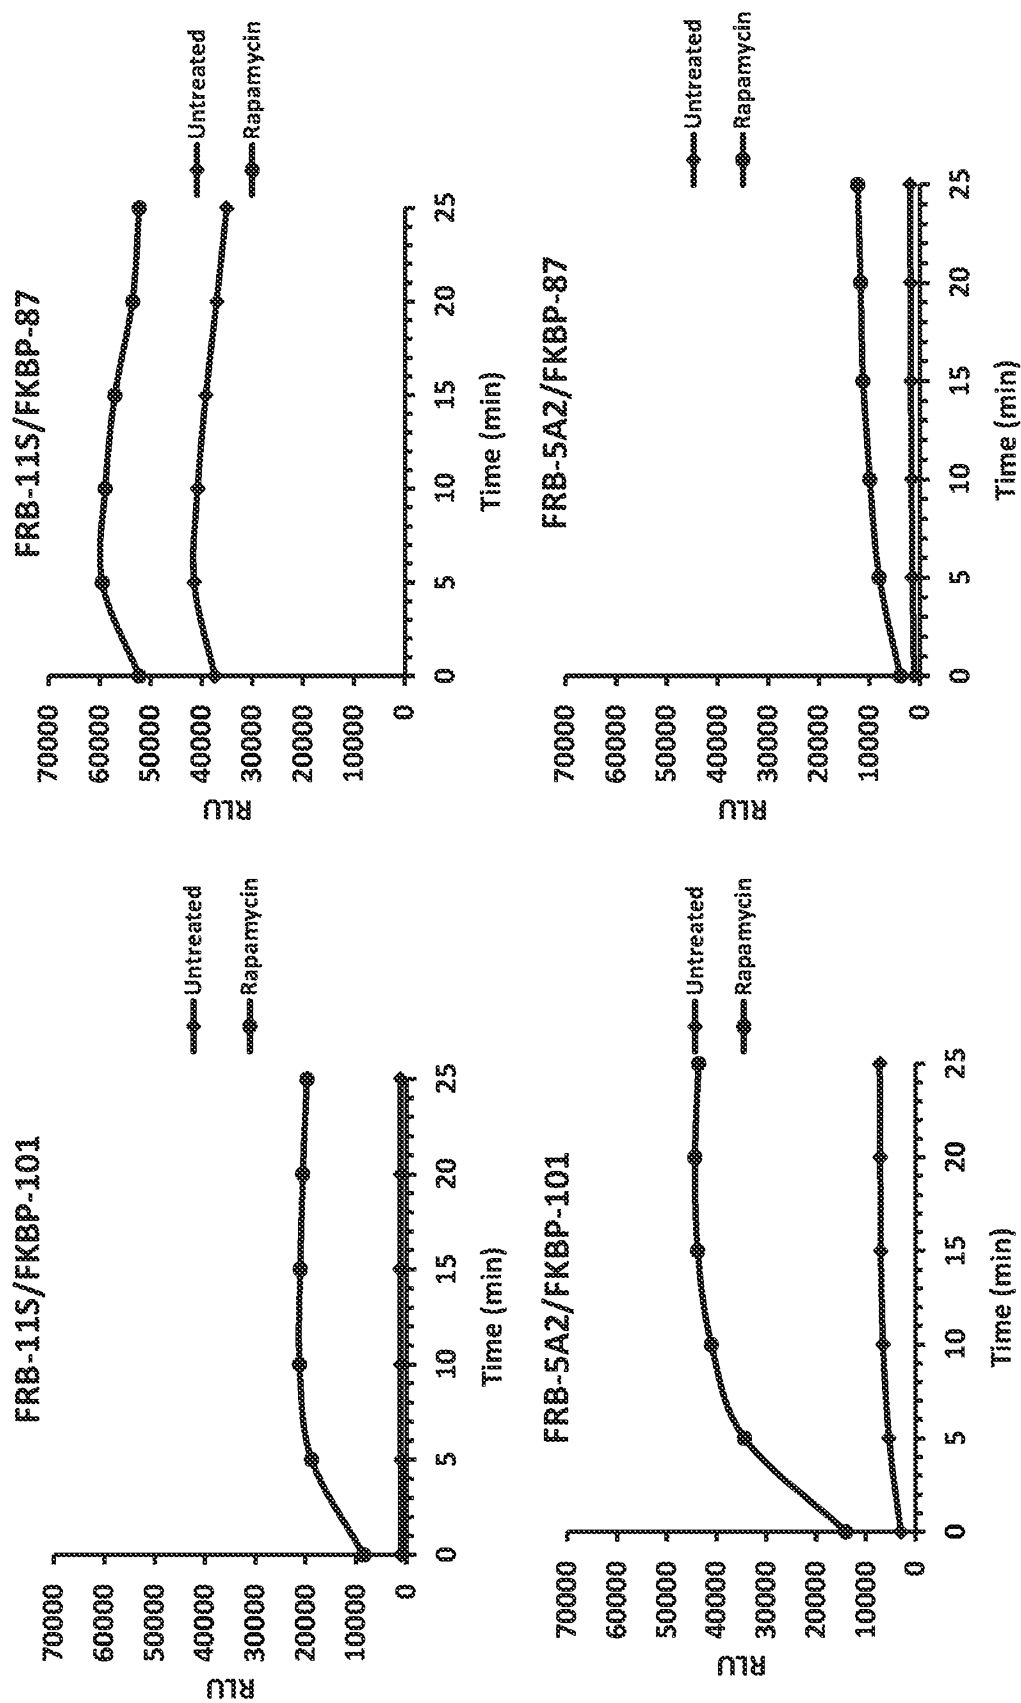 FRB-11S/FKBP-101
RLU
70000
60000
50000
40000
30000
20000
10000
0
0 5 10 15 20 25
Time (min)
Untreated
Rapamycin
FRB-11S/FKBP-87
RLU
70000
60000
50000
40000
30000
20000
10000
0
0 5 10 15 20 25
Time (min)
Untreated
Rapamycin
FRB-5A2/FKBP-101
RLU
70000
60000
50000
40000
30000
20000
10000
0
0 5 10 15 20 25
Time (min)
Untreated
Rapamycin
FRB-5A2/FKBP-87
RLU
70000
60000
50000
40000
30000
20000
10000
0
0 5 10 15 20 25
Time (min)
Untreated
Rapamycin